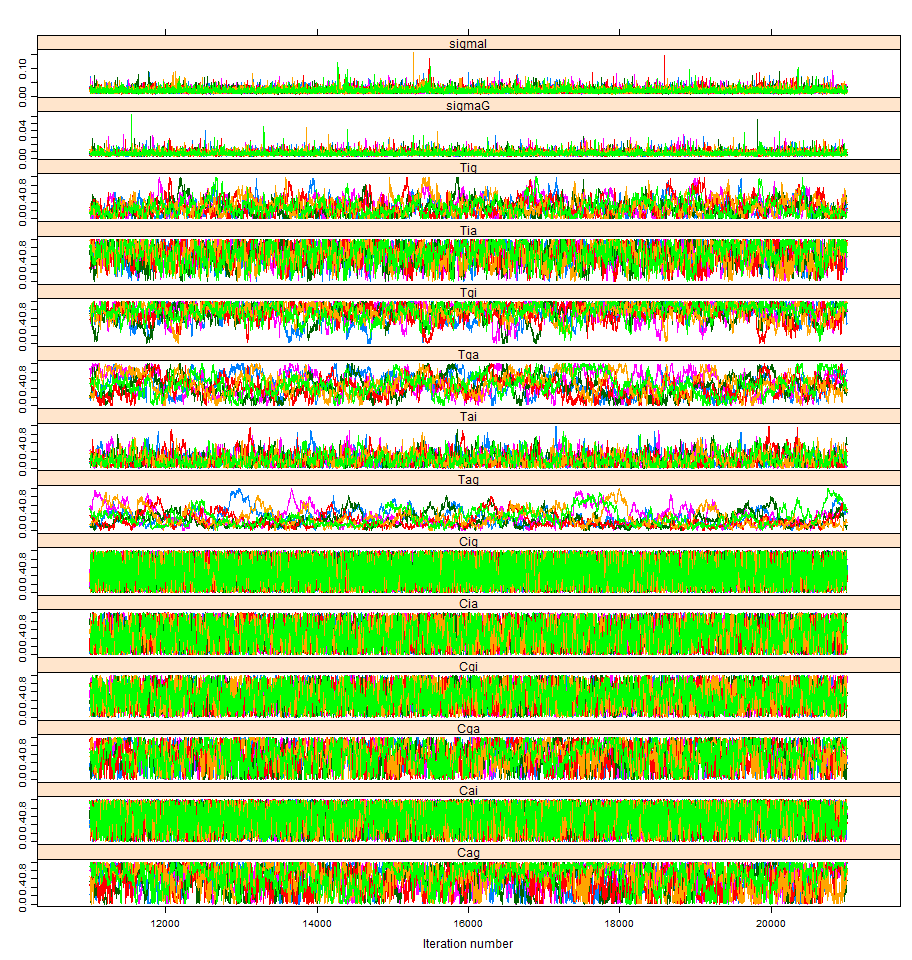 sigmaI
0.00 0.10
sigmaG
0.00 0.04
Tig
0.0 0.4 0.8
Tia
0.0 0.4 0.8
Tgi
0.0 0.4 0.8
Tga
0.0 0.4 0.8
Tai
0.0 0.4 0.8
Tag
0.0 0.4 0.8
Cig
0.0 0.4 0.8
Cia
0.0 0.4 0.8
Cgi
0.0 0.4 0.8
Cga
0.0 0.4 0.8
Cai
0.0 0.4 0.8
Cag
0.0 0.4 0.8
12000 14000 16000 18000 20000
Iteration number